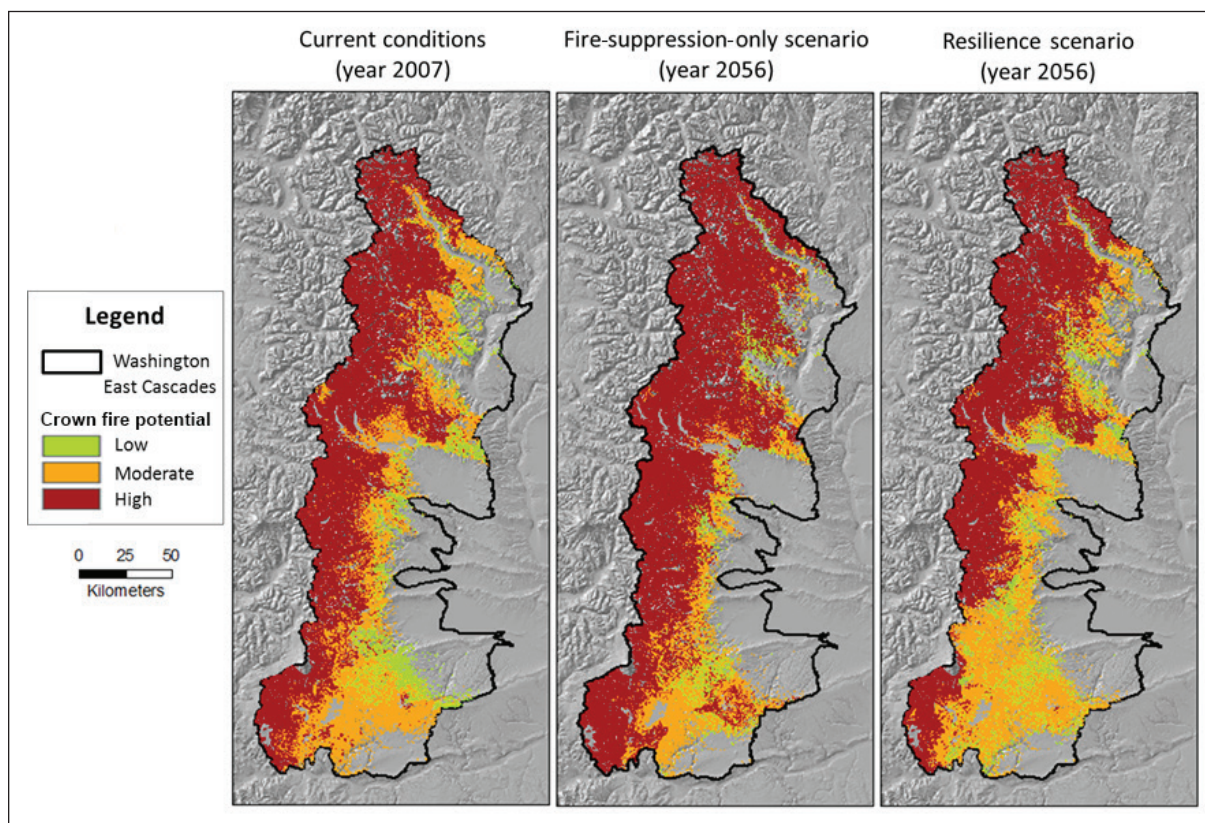 Current conditions
(year 2007)
Fire-suppression-only scenario
(year 2056)
Resilience scenario
(year 2056)
Legend
Washington
East Cascades
Crown fire potential
Low
Moderate
High
0 25 50
Kilometers